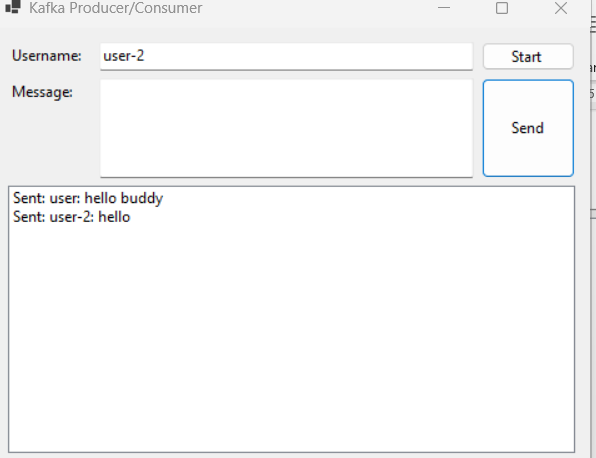 Kafka Producer/Consumer
Username: user-2 Start
Message: Send
Sent: user: hello buddy
Sent: user-2: hello